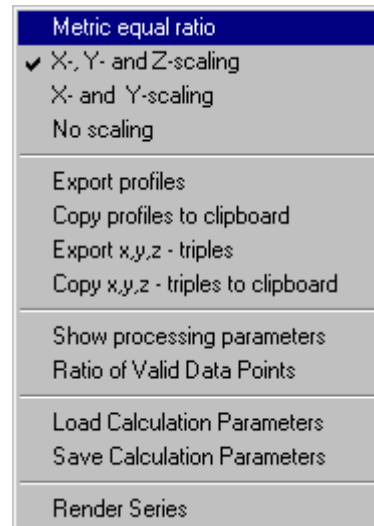 Metric equal ratio
X-, Y- and Z-scaling
X- and Y-scaling
No scaling
Export profiles
Copy profiles to clipboard
Export x,y,z - triples
Copy x,y,z - triples to clipboard
Show processing parameters
Ratio of Valid Data Points
Load Calculation Parameters
Save Calculation Parameters
Render Series